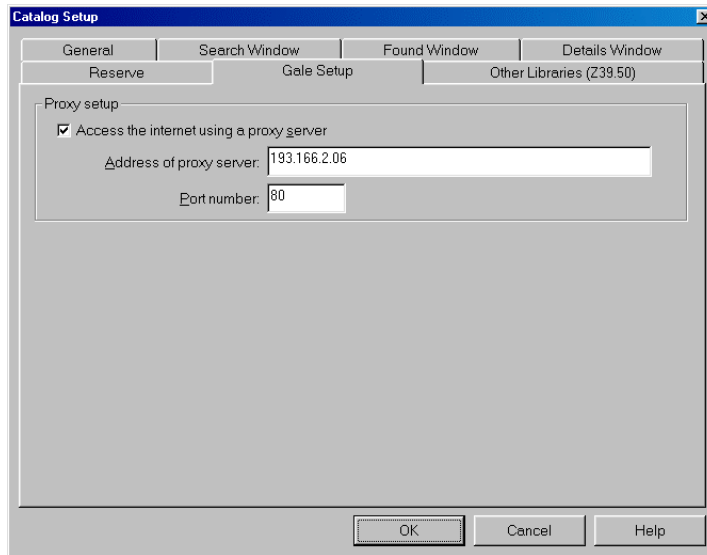 Catalog Setup
General Search Window Found Window Details Window
Reserve Gale Setup Other Libraries (Z39.50)
Proxy setup
Access the internet using a proxy server
Address of proxy server: 193.166.2.06
Port number: 80
OK Cancel Help